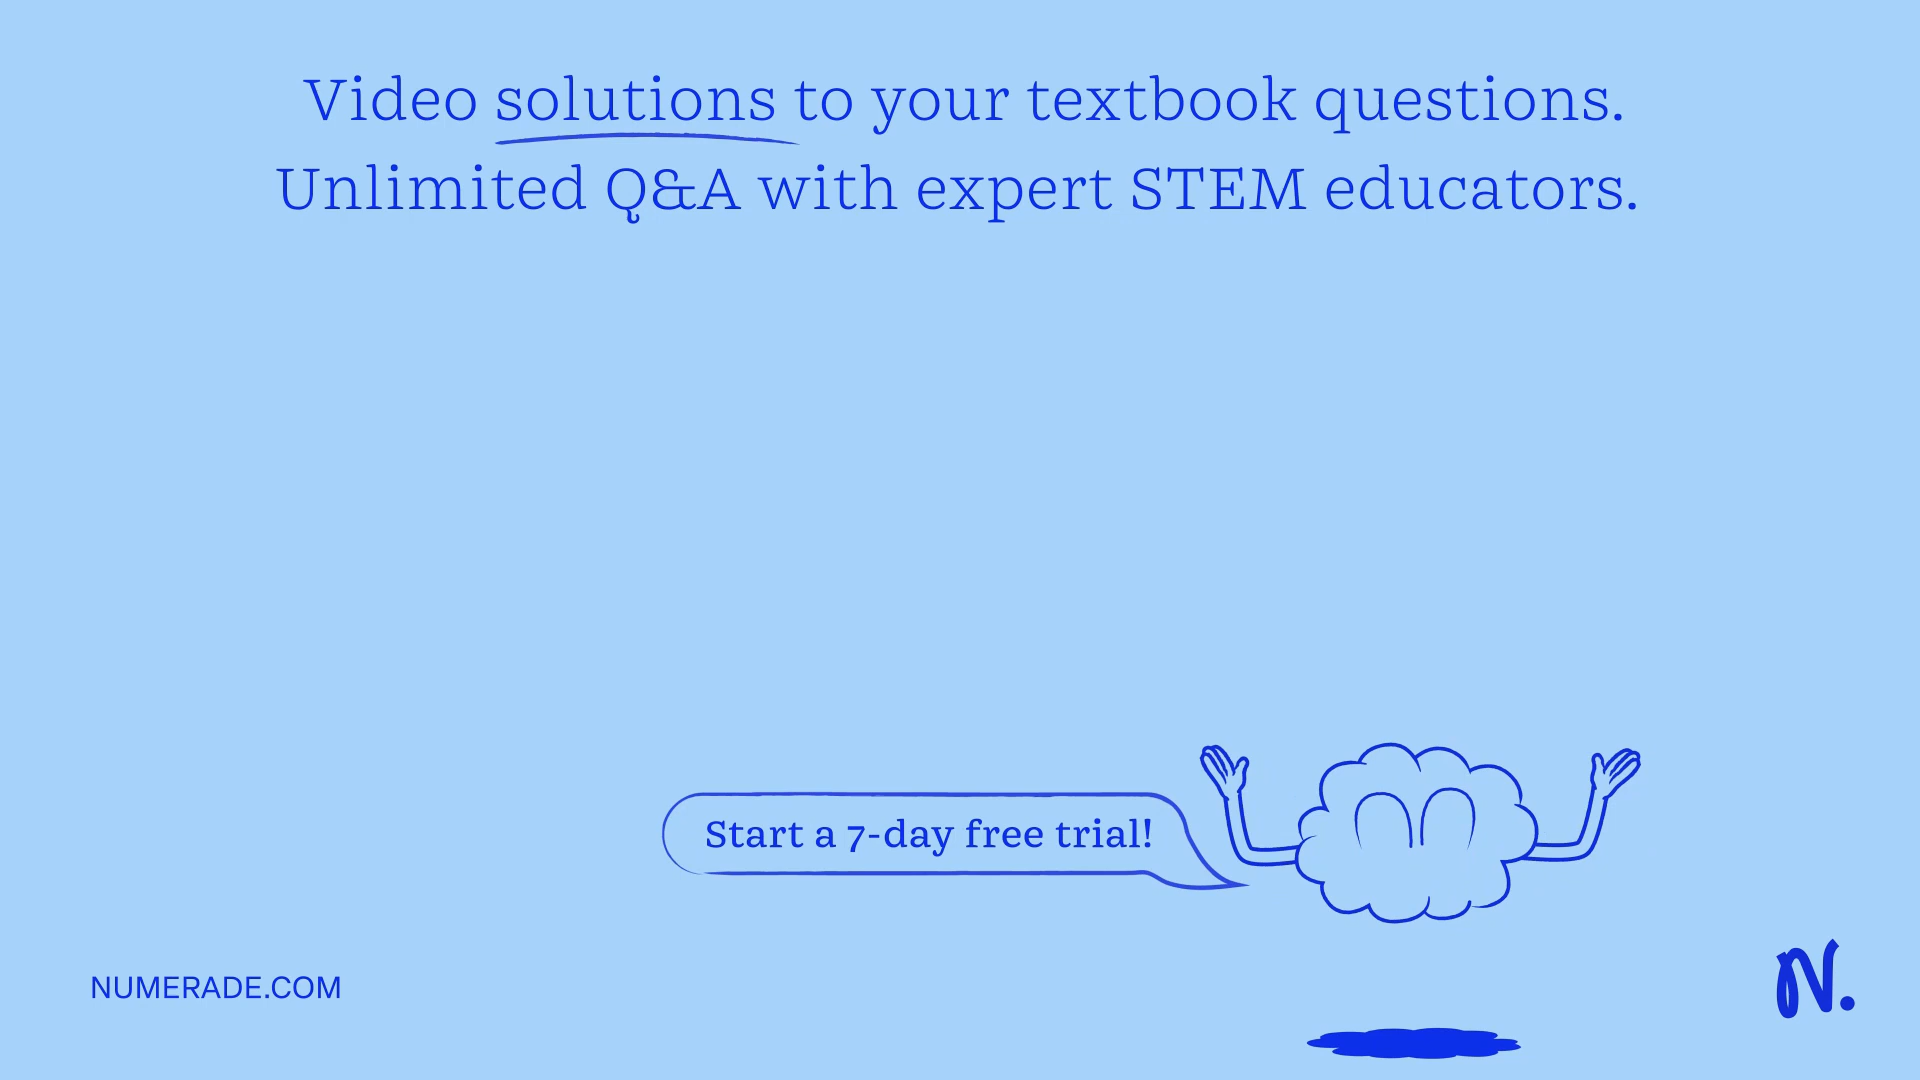 Video solutions to your textbook questions.
Unlimited Q&A with expert STEM educators.
Start a 7-day free trial!
NUMERADE.COM
N.